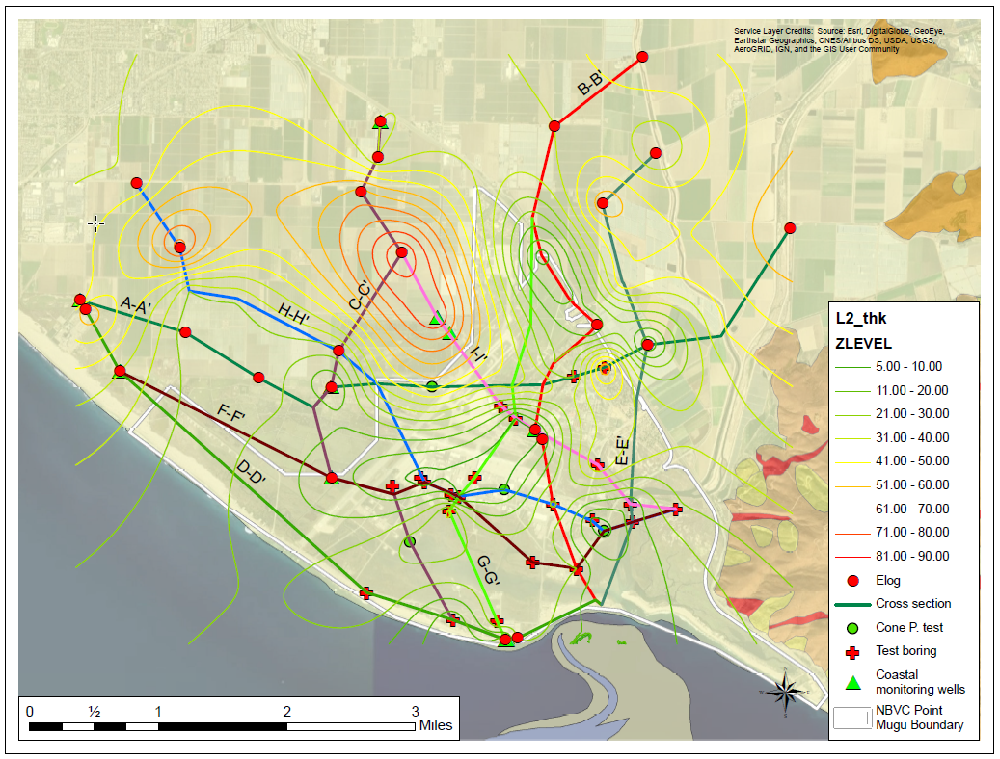 Service Layer Credits: Source: Esri, DigitalGlobe, GeoEye,
Earthstar Geographics, CNES/Airbus DS, USDA, USGS,
AeroGRID, IGN, and the GIS User Community
B-B'
A-A'
H-H'
C-C'
I-I'
F-F'
D-D'
E-E'
G-G'
L2_thk
ZLEVEL
5.00 - 10.00
11.00 - 20.00
21.00 - 30.00
31.00 - 40.00
41.00 - 50.00
51.00 - 60.00
61.00 - 70.00
71.00 - 80.00
81.00 - 90.00
Elog
Cross section
Cone P. test
Test boring
Coastal
monitoring wells
NBVC Point
Mugu Boundary
N
E
S
W
0 ½ 1 2 3
Miles